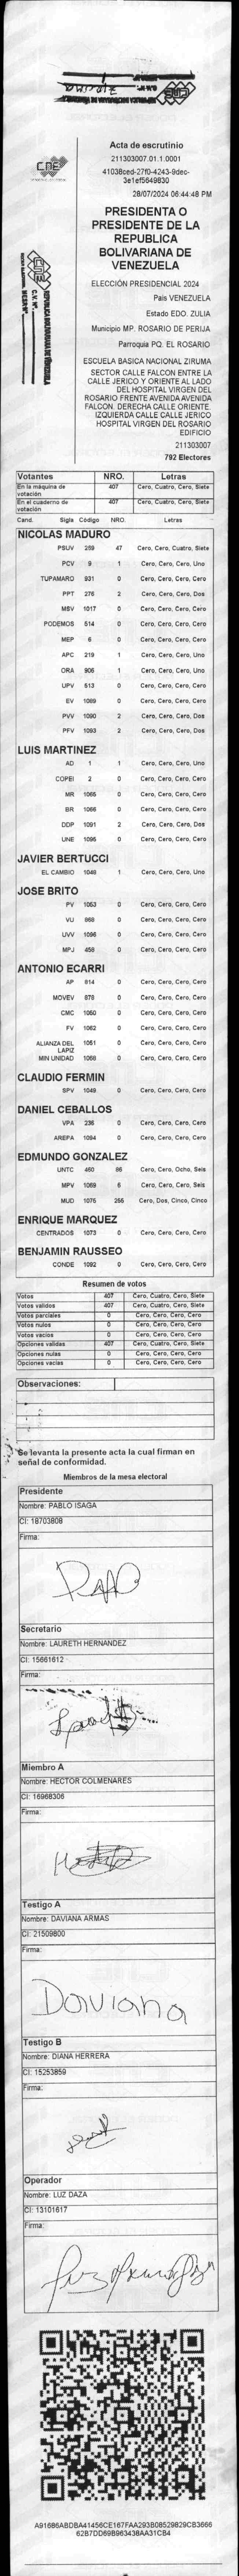 Acta de escrutinio
211303007.01.1.0001
41038ced-27f0-4243-9dec-
3e1ef5649830
28/07/2024 06:44:48 PM
PRESIDENTA O
PRESIDENTE DE LA
REPUBLICA
BOLIVARIANA DE
VENEZUELA
ELECCIÓN PRESIDENCIAL 2024
País VENEZUELA
Estado EDO. ZULIA
Municipio MP. ROSARIO DE PERIJA
Parroquia PQ. EL ROSARIO
ESCUELA BASICA NACIONAL ZIRUMA
SECTOR CALLE FALCON ENTRE LA
CALLE JERICO Y ORIENTE AL LADO
DEL HOSPITAL VIRGEN DEL
ROSARIO FRENTE AVENIDA AVENIDA
FALCON. DERECHA CALLE ORIENTE.
IZQUIERDA CALLE CALLE JERICO
HOSPITAL VIRGEN DEL ROSARIO
EDIFICIO
211303007
792 Electores
Votantes NRO. Letras
En la máquina de votación 407 Cero, Cuatro, Cero, Siete
En el cuaderno de votación 407 Cero, Cuatro, Cero, Siete
Cand. Sigla Código NRO. Letras
NICOLAS MADURO
PSUV 259 47 Cero, Cero, Cuatro, Siete
PCV 9 1 Cero, Cero, Cero, Uno
TUPAMARO 931 0 Cero, Cero, Cero, Cero
PPT 276 2 Cero, Cero, Cero, Dos
MSV 1017 0 Cero, Cero, Cero, Cero
PODEMOS 514 0 Cero, Cero, Cero, Cero
MEP 6 0 Cero, Cero, Cero, Cero
APC 219 1 Cero, Cero, Cero, Uno
ORA 906 1 Cero, Cero, Cero, Uno
UPV 513 0 Cero, Cero, Cero, Cero
EV 1089 0 Cero, Cero, Cero, Cero
PVV 1090 2 Cero, Cero, Cero, Dos
PFV 1093 2 Cero, Cero, Cero, Dos
LUIS MARTINEZ
AD 1 1 Cero, Cero, Cero, Uno
COPEI 2 0 Cero, Cero, Cero, Cero
MR 1065 0 Cero, Cero, Cero, Cero
BR 1066 0 Cero, Cero, Cero, Cero
DDP 1091 2 Cero, Cero, Cero, Dos
UNE 1095 0 Cero, Cero, Cero, Cero
JAVIER BERTUCCI
EL CAMBIO 1048 1 Cero, Cero, Cero, Uno
JOSE BRITO
PV 1053 0 Cero, Cero, Cero, Cero
VU 868 0 Cero, Cero, Cero, Cero
UVV 1096 0 Cero, Cero, Cero, Cero
MPJ 458 0 Cero, Cero, Cero, Cero
ANTONIO ECARRI
AP 814 0 Cero, Cero, Cero, Cero
MOVEV 878 0 Cero, Cero, Cero, Cero
CMC 1050 0 Cero, Cero, Cero, Cero
FV 1062 0 Cero, Cero, Cero, Cero
ALIANZA DEL LAPIZ 1051 0 Cero, Cero, Cero, Cero
MIN UNIDAD 1068 0 Cero, Cero, Cero, Cero
CLAUDIO FERMIN
SPV 1049 0 Cero, Cero, Cero, Cero
DANIEL CEBALLOS
VPA 236 0 Cero, Cero, Cero, Cero
AREPA 1094 0 Cero, Cero, Cero, Cero
EDMUNDO GONZALEZ
UNTC 460 86 Cero, Cero, Ocho, Seis
MPV 1069 6 Cero, Cero, Cero, Seis
MUD 1075 255 Cero, Dos, Cinco, Cinco
ENRIQUE MARQUEZ
CENTRADOS 1073 0 Cero, Cero, Cero, Cero
BENJAMIN RAUSSEO
CONDE 1092 0 Cero, Cero, Cero, Cero
Resumen de votos
Votos 407 Cero, Cuatro, Cero, Siete
Votos validos 407 Cero, Cuatro, Cero, Siete
Votos parciales 0 Cero, Cero, Cero, Cero
Votos nulos 0 Cero, Cero, Cero, Cero
Votos vacios 0 Cero, Cero, Cero, Cero
Opciones validas 407 Cero, Cuatro, Cero, Siete
Opciones nulas 0 Cero, Cero, Cero, Cero
Opciones vacias 0 Cero, Cero, Cero, Cero
Observaciones:
Se levanta la presente acta la cual firman en
señal de conformidad.
Miembros de la mesa electoral
Presidente
Nombre: PABLO ISAGA
CI: 18703808
Firma:
Secretario
Nombre: LAURETH HERNANDEZ
CI: 15661612
Firma:
Miembro A
Nombre: HECTOR COLMENARES
CI: 16968306
Firma:
Testigo A
Nombre: DAVIANA ARMAS
CI: 21509800
Firma:
Daviana
Testigo B
Nombre: DIANA HERRERA
CI: 15253859
Firma:
Operador
Nombre: LUZ DAZA
CI: 13101617
Firma:
A91686ABDBA41456CE167FAA293B08529829CB3666
62B7DD69B963438AA31CB4